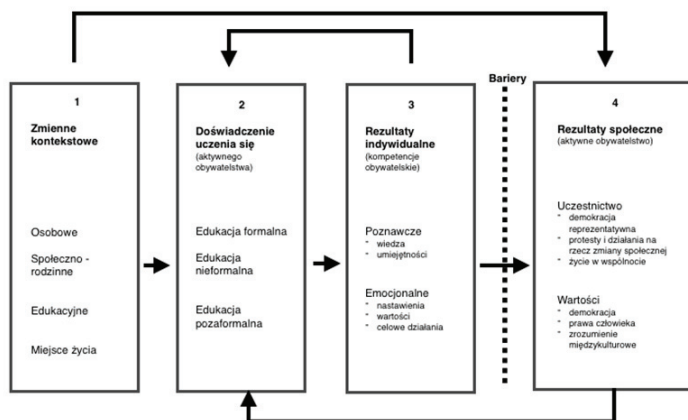 Bariery
1
Zmienne
kontekstowe
Osobowe
Społeczno -
rodzinne
Edukacyjne
Miejsce życia
2
Doświadczenie
uczenia się
(aktywnego
obywatelstwa)
Edukacja formalna
Edukacja
nieformalna
Edukacja
pozaformalna
3
Rezultaty
indywidualne
(kompetencje
obywatelskie)
Poznawcze
- wiedza
- umiejętności
Emocjonalne
- nastawienia
- wartości
- celowe działania
4
Rezultaty społeczne
(aktywne obywatelstwo)
Uczestnictwo
- demokracja
reprezentatywna
- protesty i działania na
rzecz zmiany społecznej
- życie w wspólnocie
Wartości
- demokracja
- prawa człowieka
- zrozumienie
międzykulturowe